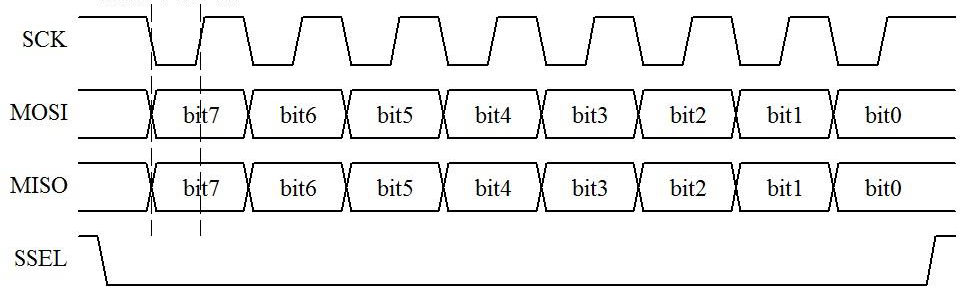 SCK
MOSI bit7 bit6 bit5 bit4 bit3 bit2 bit1 bit0
MISO bit7 bit6 bit5 bit4 bit3 bit2 bit1 bit0
SSEL